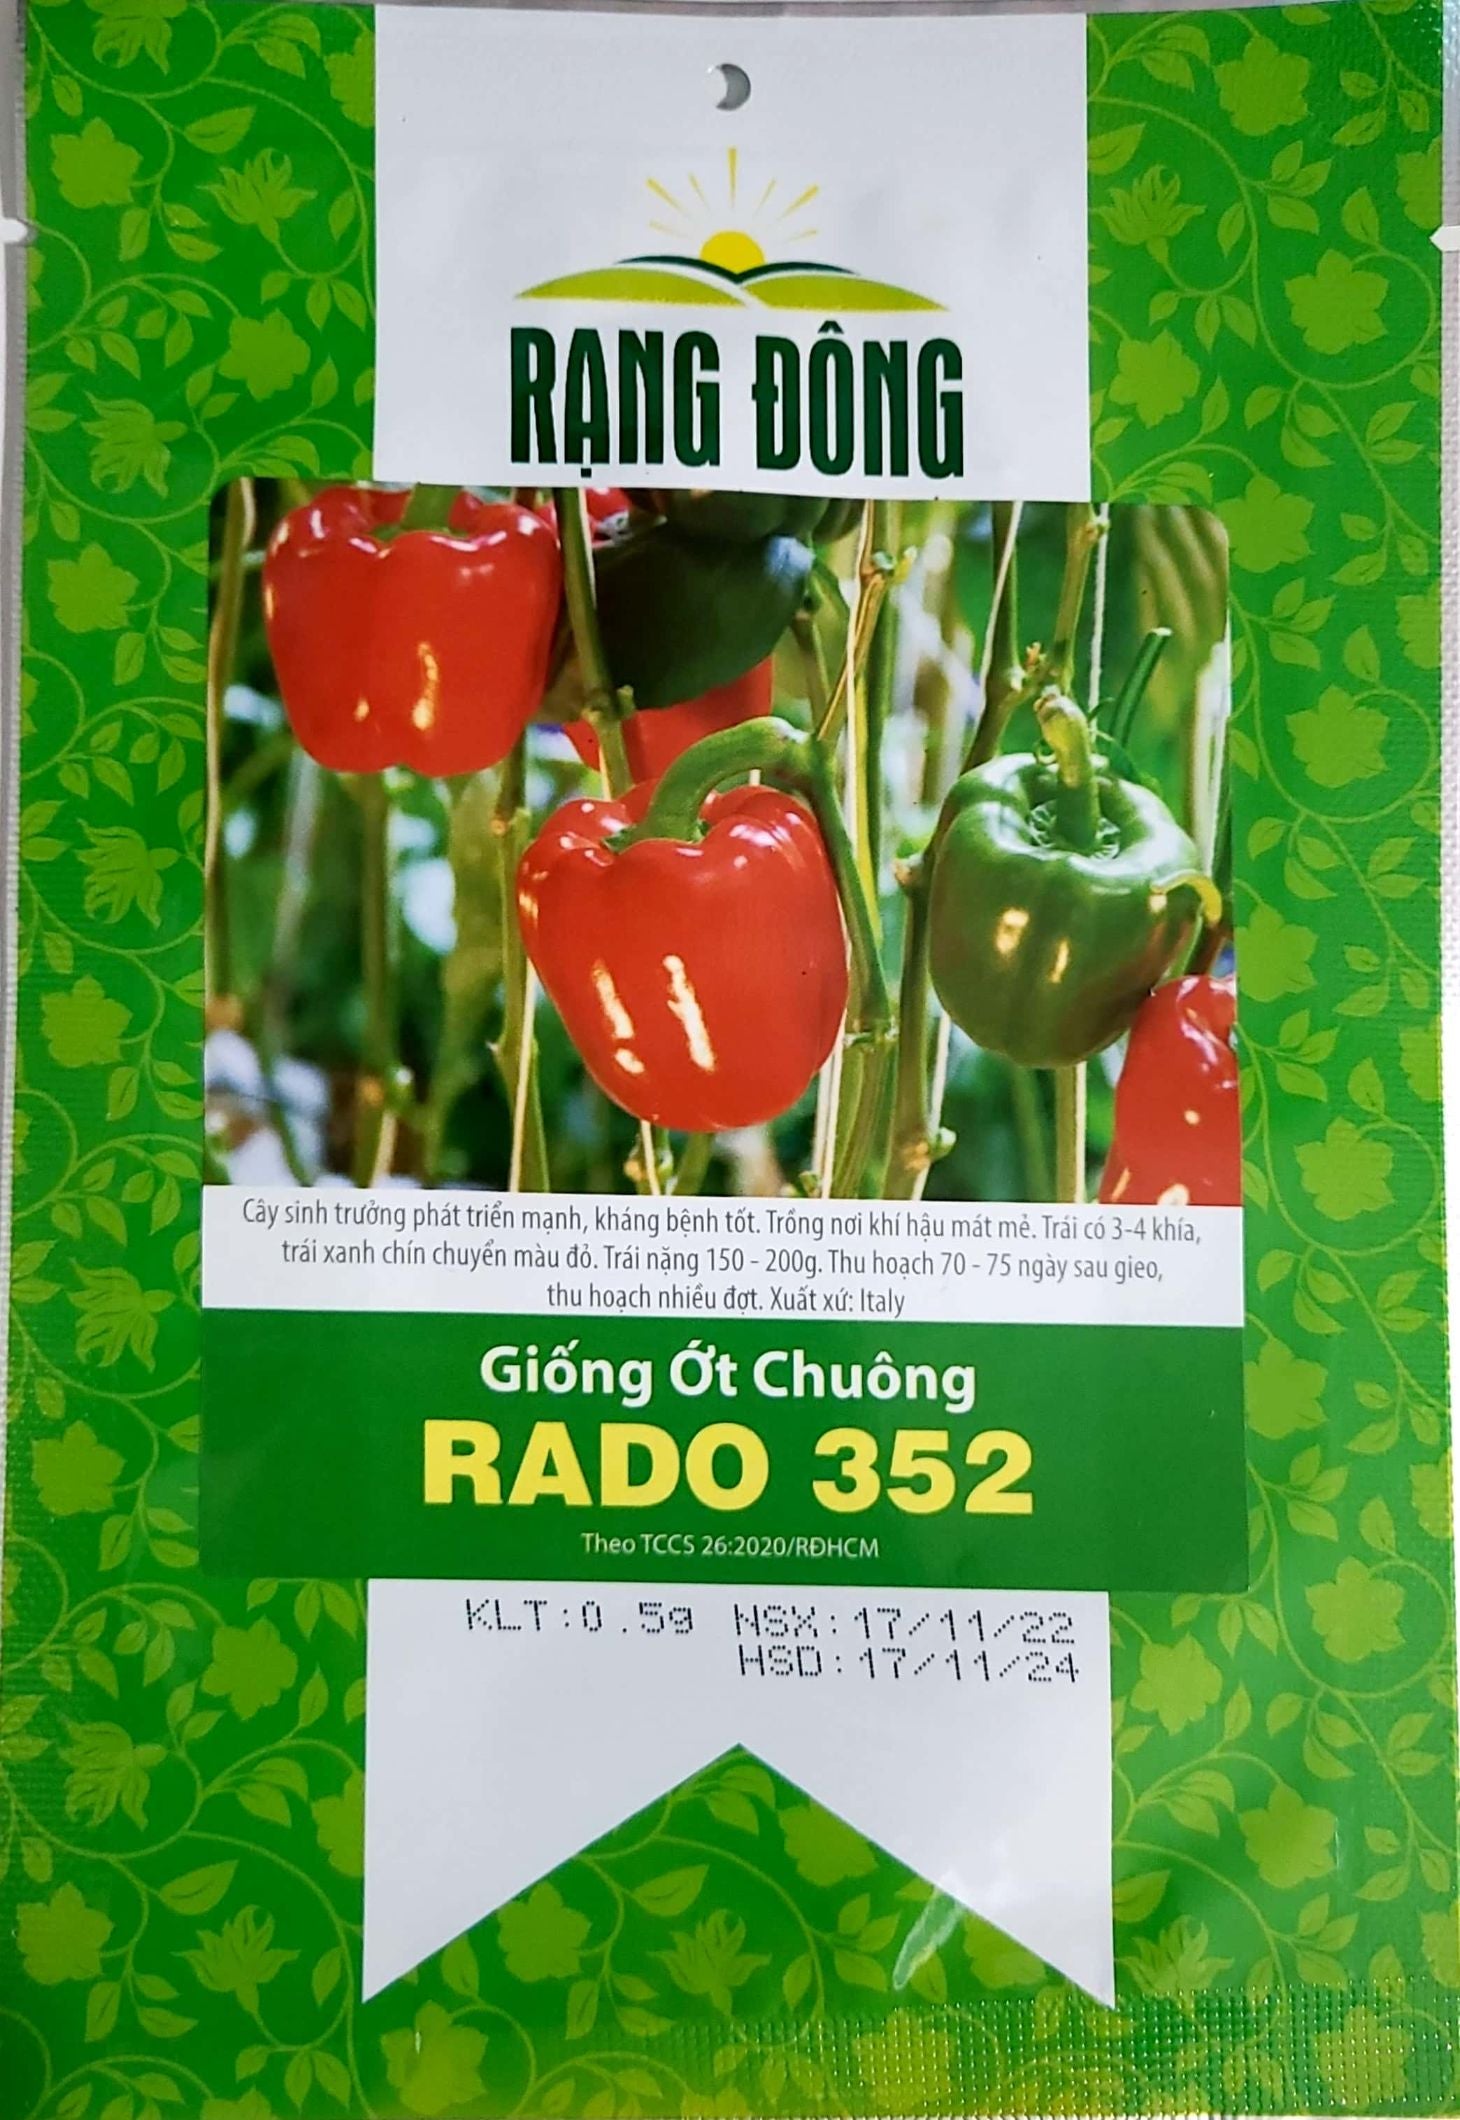 RẠNG ĐÔNG
Cây sinh trưởng phát triển mạnh, kháng bệnh tốt. Trồng nơi khí hậu mát mẻ. Trái có 3-4 khía,
trái xanh chín chuyển màu đỏ. Trái nặng 150 - 200g. Thu hoạch 70 - 75 ngày sau gieo,
thu hoạch nhiều đợt. Xuất xứ: Italy
Giống Ớt Chuông
RADO 352
Theo TCCS 26:2020/RĐHCM
KLT:0.5g NSX:17/11/22
HSD:17/11/24